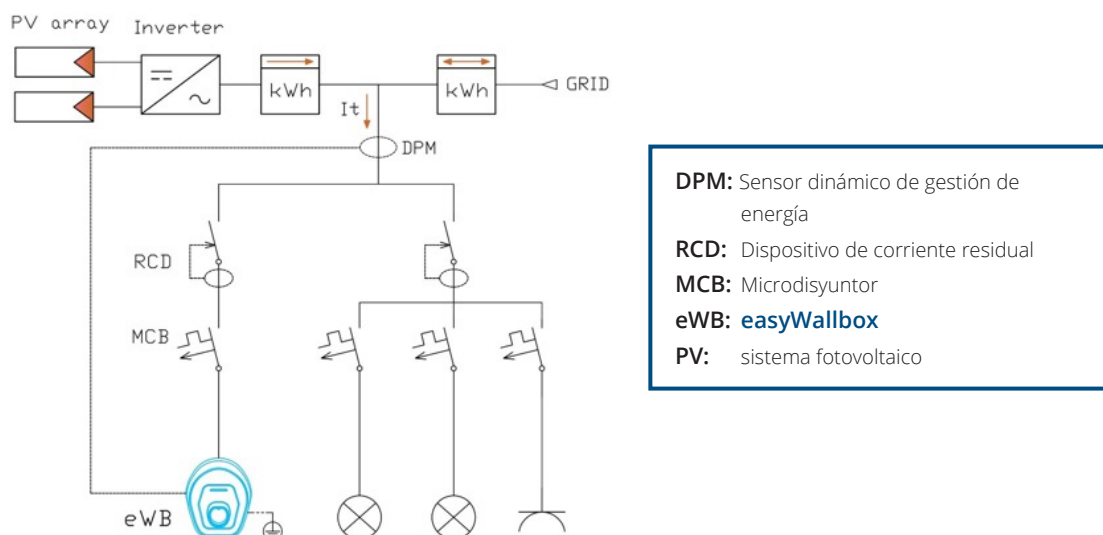 PV array Inverter
kWh
kWh
GRID
It
DPM
RCD
MCB
eWB
DPM: Sensor dinámico de gestión de
energía
RCD: Dispositivo de corriente residual
MCB: Microdisyuntor
eWB: easyWallbox
PV: sistema fotovoltaico